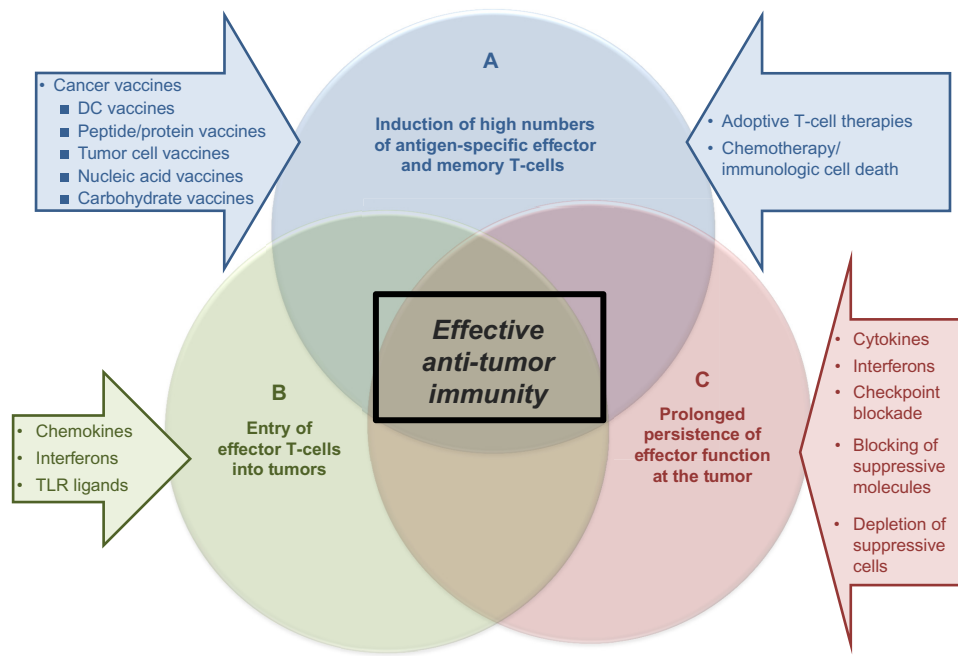 • Cancer vaccines
■ DC vaccines
■ Peptide/protein vaccines
■ Tumor cell vaccines
■ Nucleic acid vaccines
■ Carbohydrate vaccines
A
Induction of high numbers
of antigen-specific effector
and memory T-cells
• Adoptive T-cell therapies
• Chemotherapy/
immunologic cell death
Effective
anti-tumor
immunity
B
Entry of
effector T-cells
into tumors
• Chemokines
• Interferons
• TLR ligands
C
Prolonged
persistence of
effector function
at the tumor
• Cytokines
• Interferons
• Checkpoint
blockade
• Blocking of
suppressive
molecules
• Depletion of
suppressive
cells